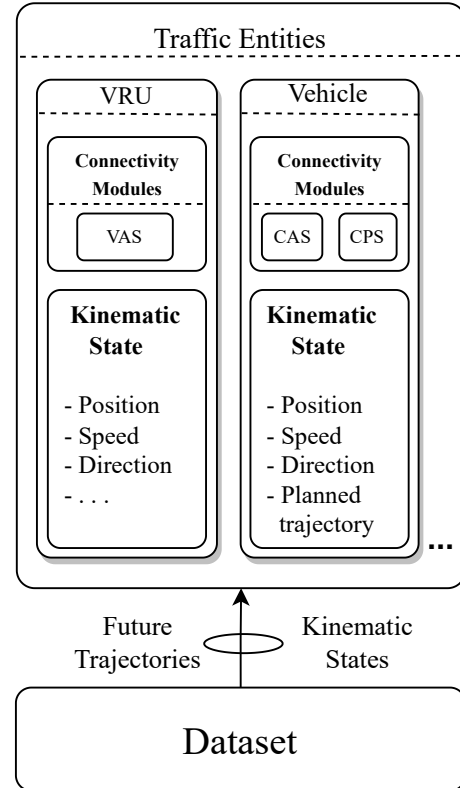 Traffic Entities
VRU
Connectivity
Modules
VAS
Kinematic
State
- Position
- Speed
- Direction
- . . .
Vehicle
Connectivity
Modules
CAS
CPS
Kinematic
State
- Position
- Speed
- Direction
- Planned
trajectory
...
Future
Trajectories
Kinematic
States
Dataset